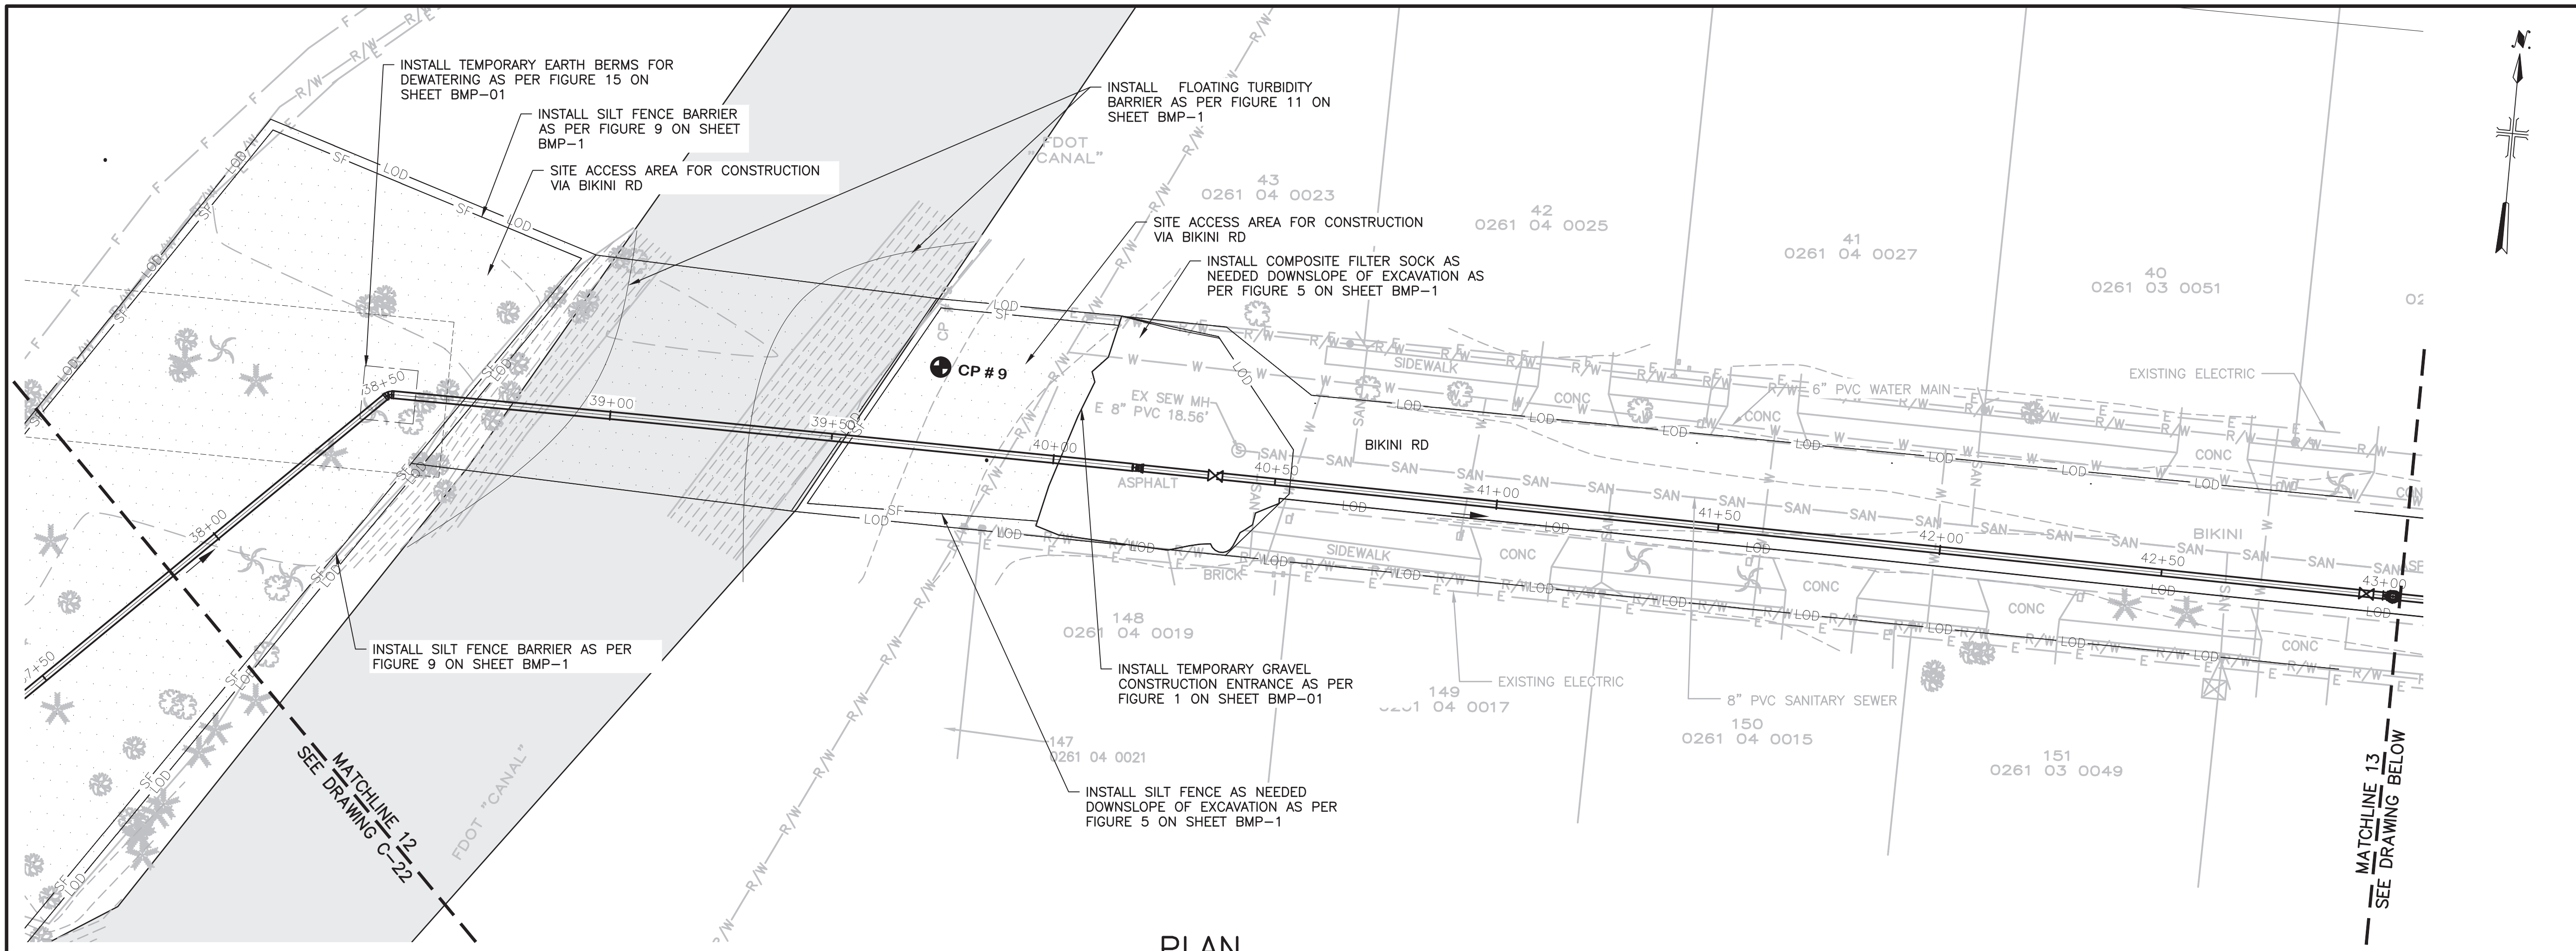 INSTALL TEMPORARY EARTH BERMS FOR
DEWATERING AS PER FIGURE 15 ON
SHEET BMP-01
INSTALL SILT FENCE BARRIER
AS PER FIGURE 9 ON SHEET
BMP-1
SITE ACCESS AREA FOR CONSTRUCTION
VIA BIKINI RD
INSTALL FLOATING TURBIDITY
BARRIER AS PER FIGURE 11 ON
SHEET BMP-1
FDOT
"CANAL"
SITE ACCESS AREA FOR CONSTRUCTION
VIA BIKINI RD
INSTALL COMPOSITE FILTER SOCK AS
NEEDED DOWNSLOPE OF EXCAVATION AS
PER FIGURE 5 ON SHEET BMP-1
N.
43
0261 04 0023
42
0261 04 0025
41
0261 04 0027
40
0261 03 0051
CP # 9
CP
EX SEW MH
E 8" PVC 18.56'
SIDEWALK
CONC
6" PVC WATER MAIN
CONC
EXISTING ELECTRIC
CONC
BIKINI RD
ASPHALT
BIKINI
38+00
38+50
39+00
39+50
40+00
40+50
41+00
41+50
42+00
42+50
43+00
SIDEWALK
BRICK
CONC
CONC
CONC
CONC
INSTALL SILT FENCE BARRIER AS PER
FIGURE 9 ON SHEET BMP-1
148
0261 04 0019
INSTALL TEMPORARY GRAVEL
CONSTRUCTION ENTRANCE AS PER
FIGURE 1 ON SHEET BMP-01
149
04 0017
EXISTING ELECTRIC
8" PVC SANITARY SEWER
150
0261 04 0015
151
0261 03 0049
147
0261 04 0021
INSTALL SILT FENCE AS NEEDED
DOWNSLOPE OF EXCAVATION AS PER
FIGURE 5 ON SHEET BMP-1
FDOT "CANAL"
MATCHLINE 12
SEE DRAWING C-22
MATCHLINE 13
SEE DRAWING BELOW
PLAN